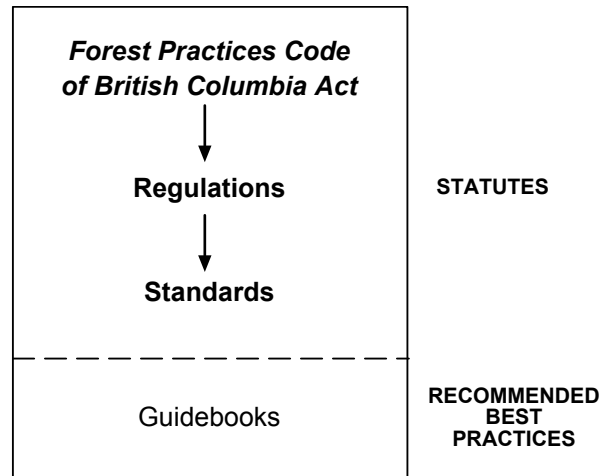 Forest Practices Code
of British Columbia Act
Regulations
STATUTES
Standards
Guidebooks
RECOMMENDED
BEST
PRACTICES